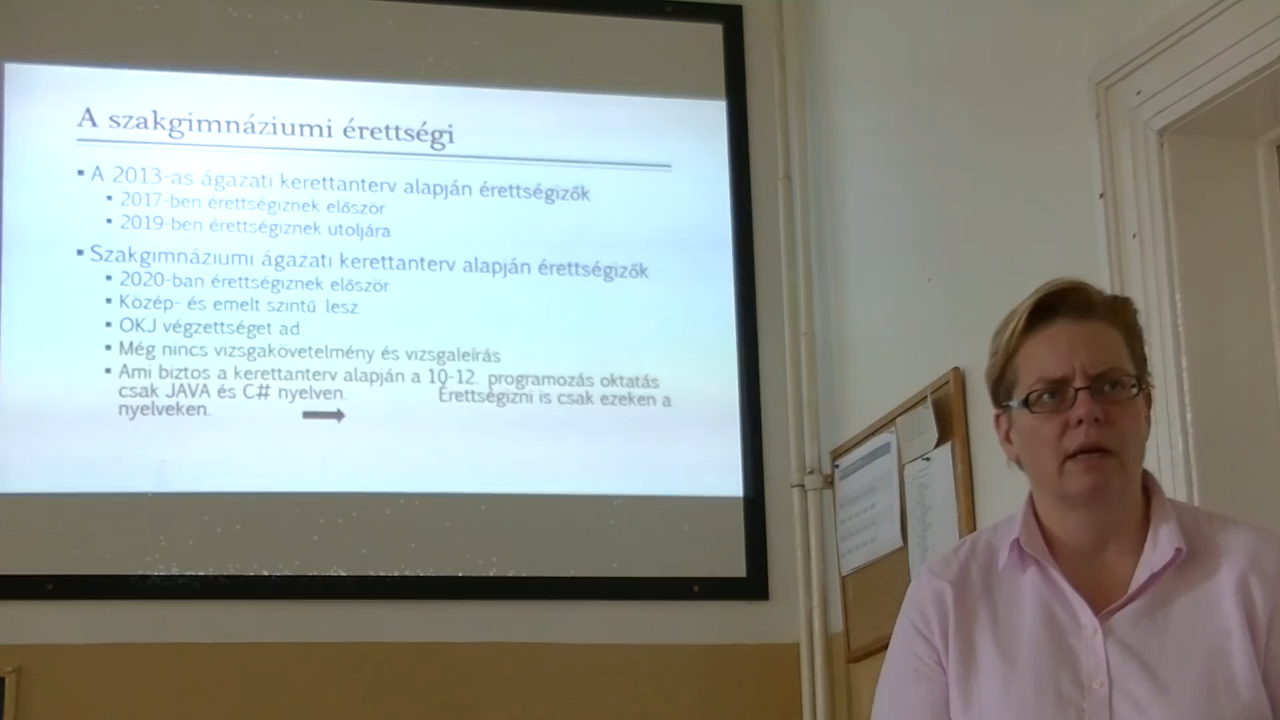 A szakgimnáziumi érettségi
▪ A 2013-as ágazati kerettanterv alapján érettségizők
▪ 2017-ben érettségiznek először
▪ 2019-ben érettségiznek utoljára
▪ Szakgimnáziumi ágazati kerettanterv alapján érettségizők
▪ 2020-ban érettségiznek először
▪ Közép- és emelt szintű lesz.
▪ OKJ végzettséget ad.
▪ Még nincs vizsgakövetelmény és vizsgaleírás
▪ Ami biztos a kerettanterv alapján a 10-12. programozás oktatás
csak JAVA és C# nyelven. Érettségizni is csak ezeken a
nyelveken.